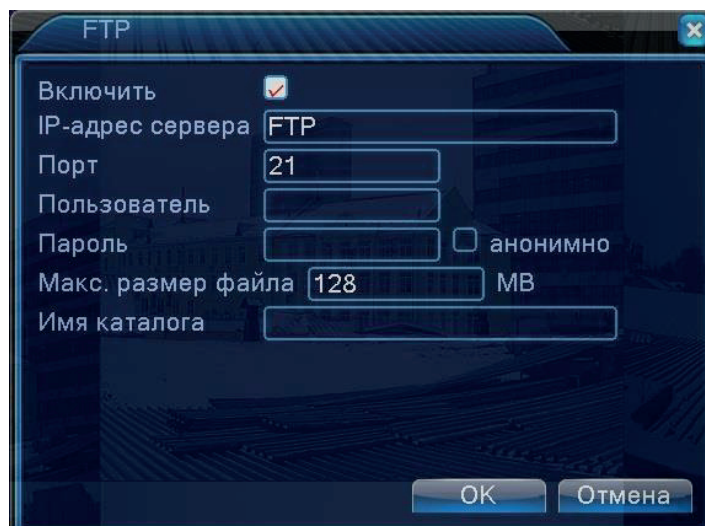 FTP
Включить
IP-адрес сервера FTP
Порт 21
Пользователь
Пароль анонимно
Макс. размер файла 128 MB
Имя каталога
OK Отмена